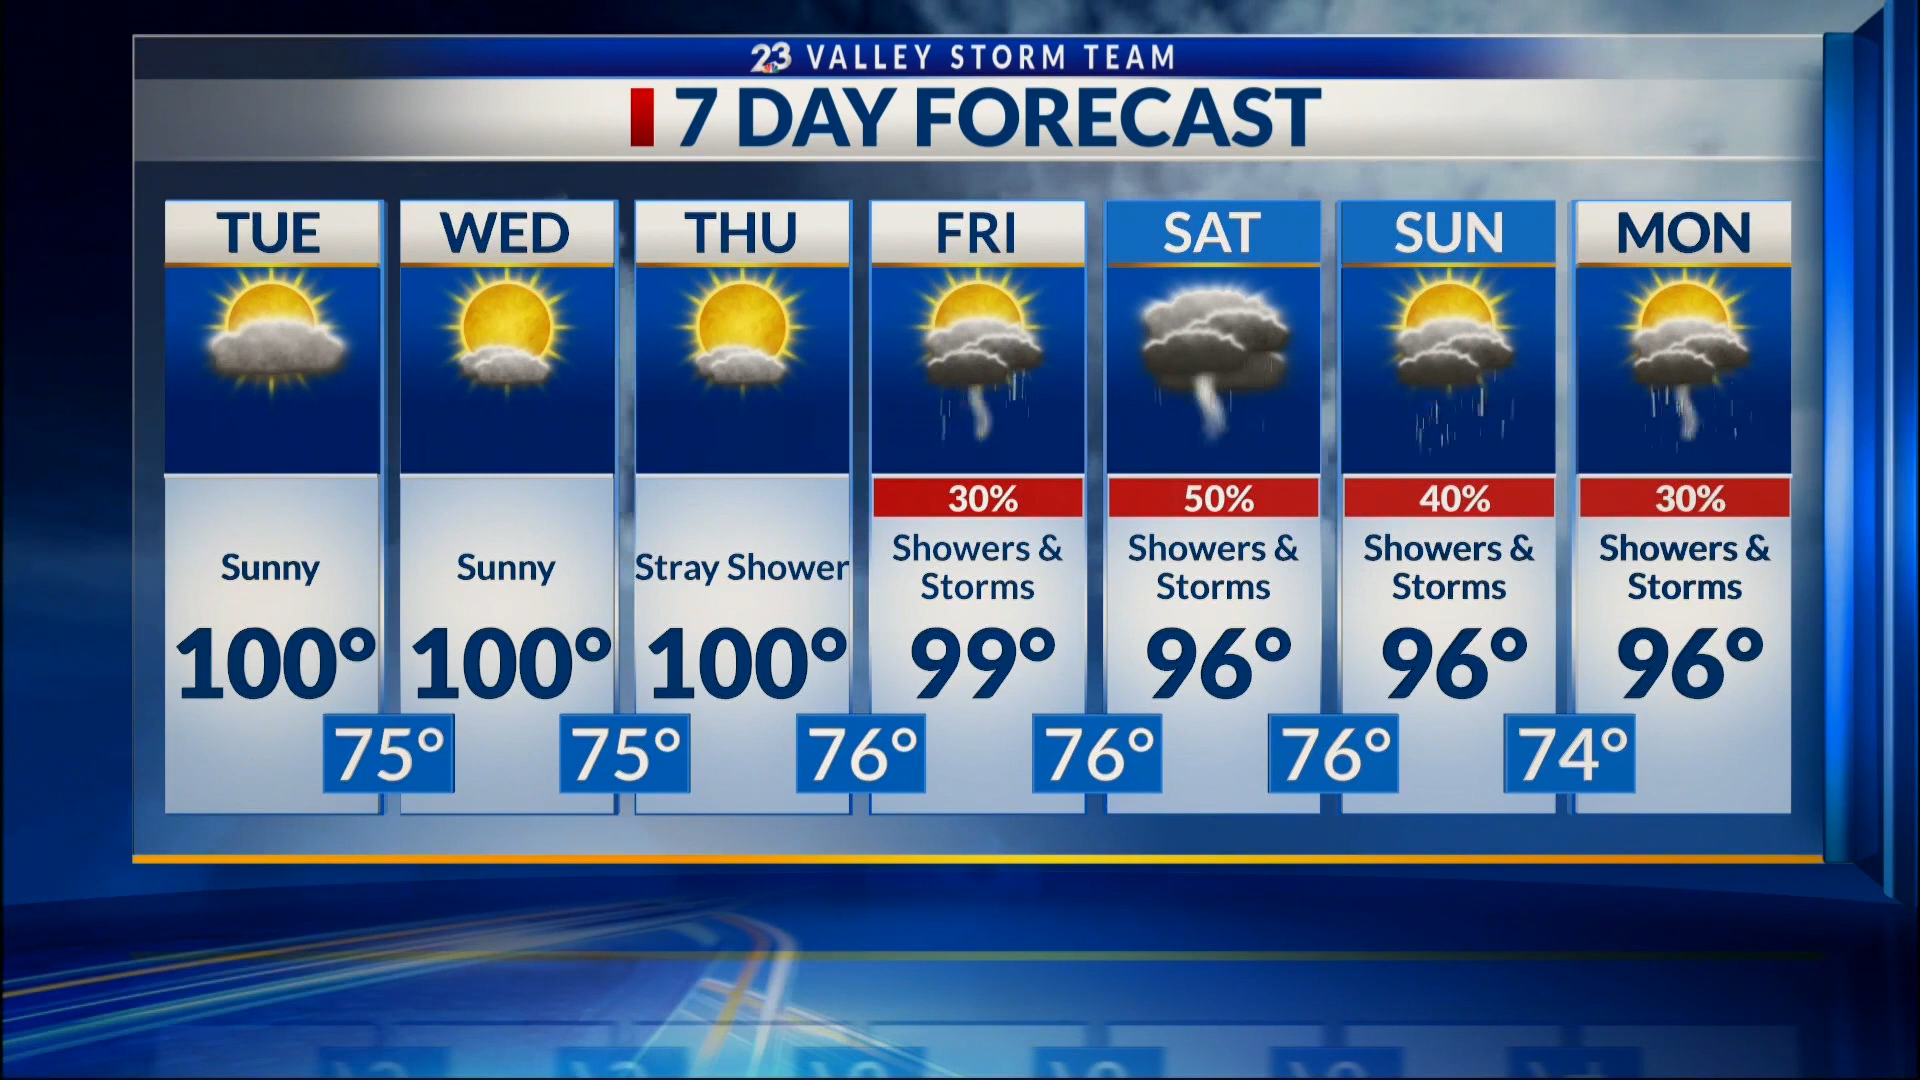 23 VALLEY STORM TEAM
7 DAY FORECAST
TUE
WED
THU
FRI
SAT
SUN
MON
30%
50%
40%
30%
Sunny
Sunny
Stray Shower
Showers &
Storms
Showers &
Storms
Showers &
Storms
Showers &
Storms
100°
100°
100°
99°
96°
96°
96°
75°
75°
76°
76°
76°
74°